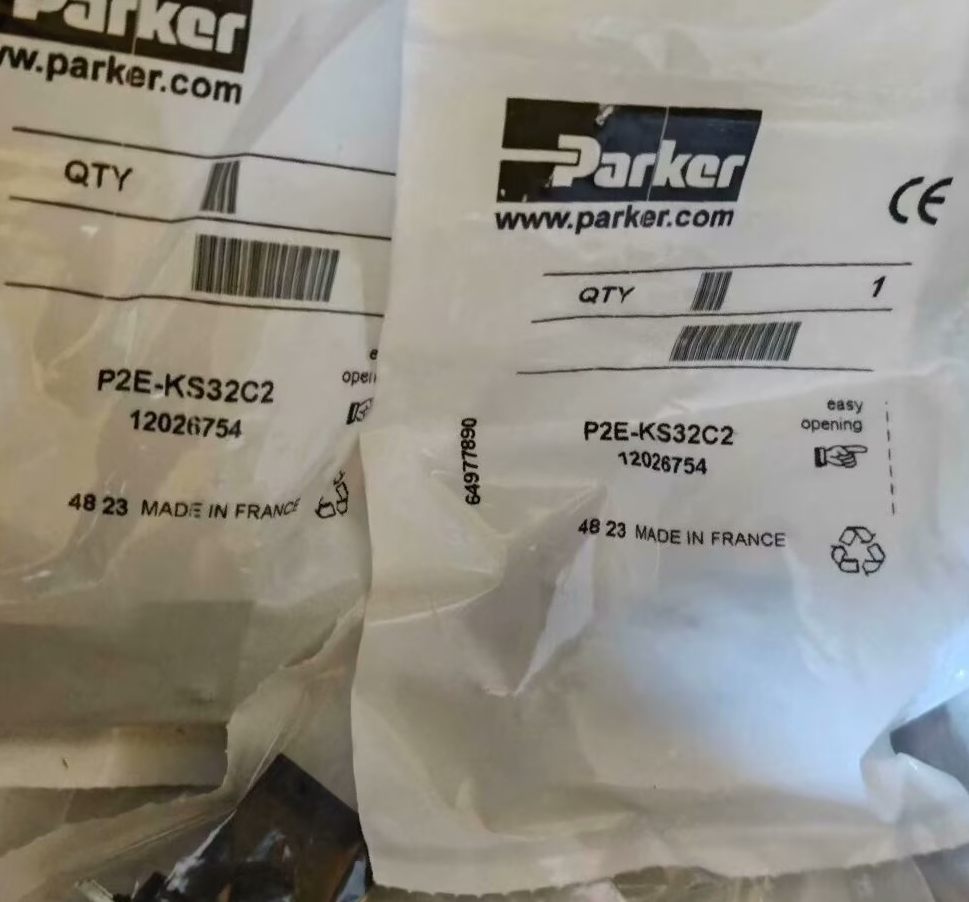 Parker
www.parker.com
QTY
P2E-KS32C2
12026754
48 23 MADE IN FRANCE
Parker
www.parker.com
CE
QTY 1
easy
opening
P2E-KS32C2
12026754
64977890
48 23 MADE IN FRANCE